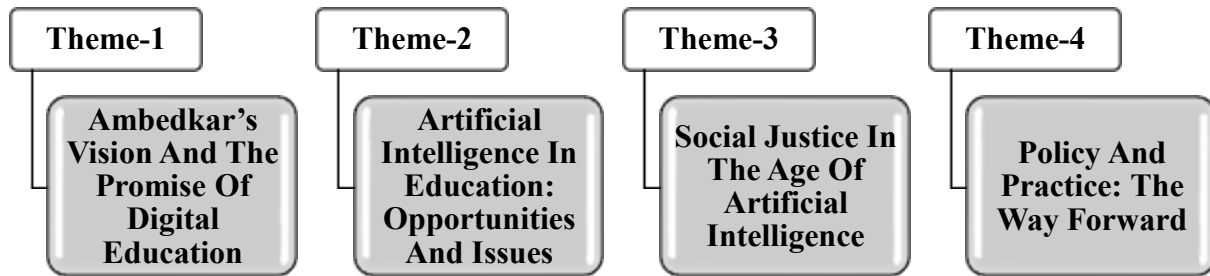 Theme-1
Ambedkar's
Vision And The
Promise Of
Digital
Education
Theme-2
Artificial
Intelligence In
Education:
Opportunities
And Issues
Theme-3
Social Justice In
The Age Of
Artificial
Intelligence
Theme-4
Policy And
Practice: The
Way Forward